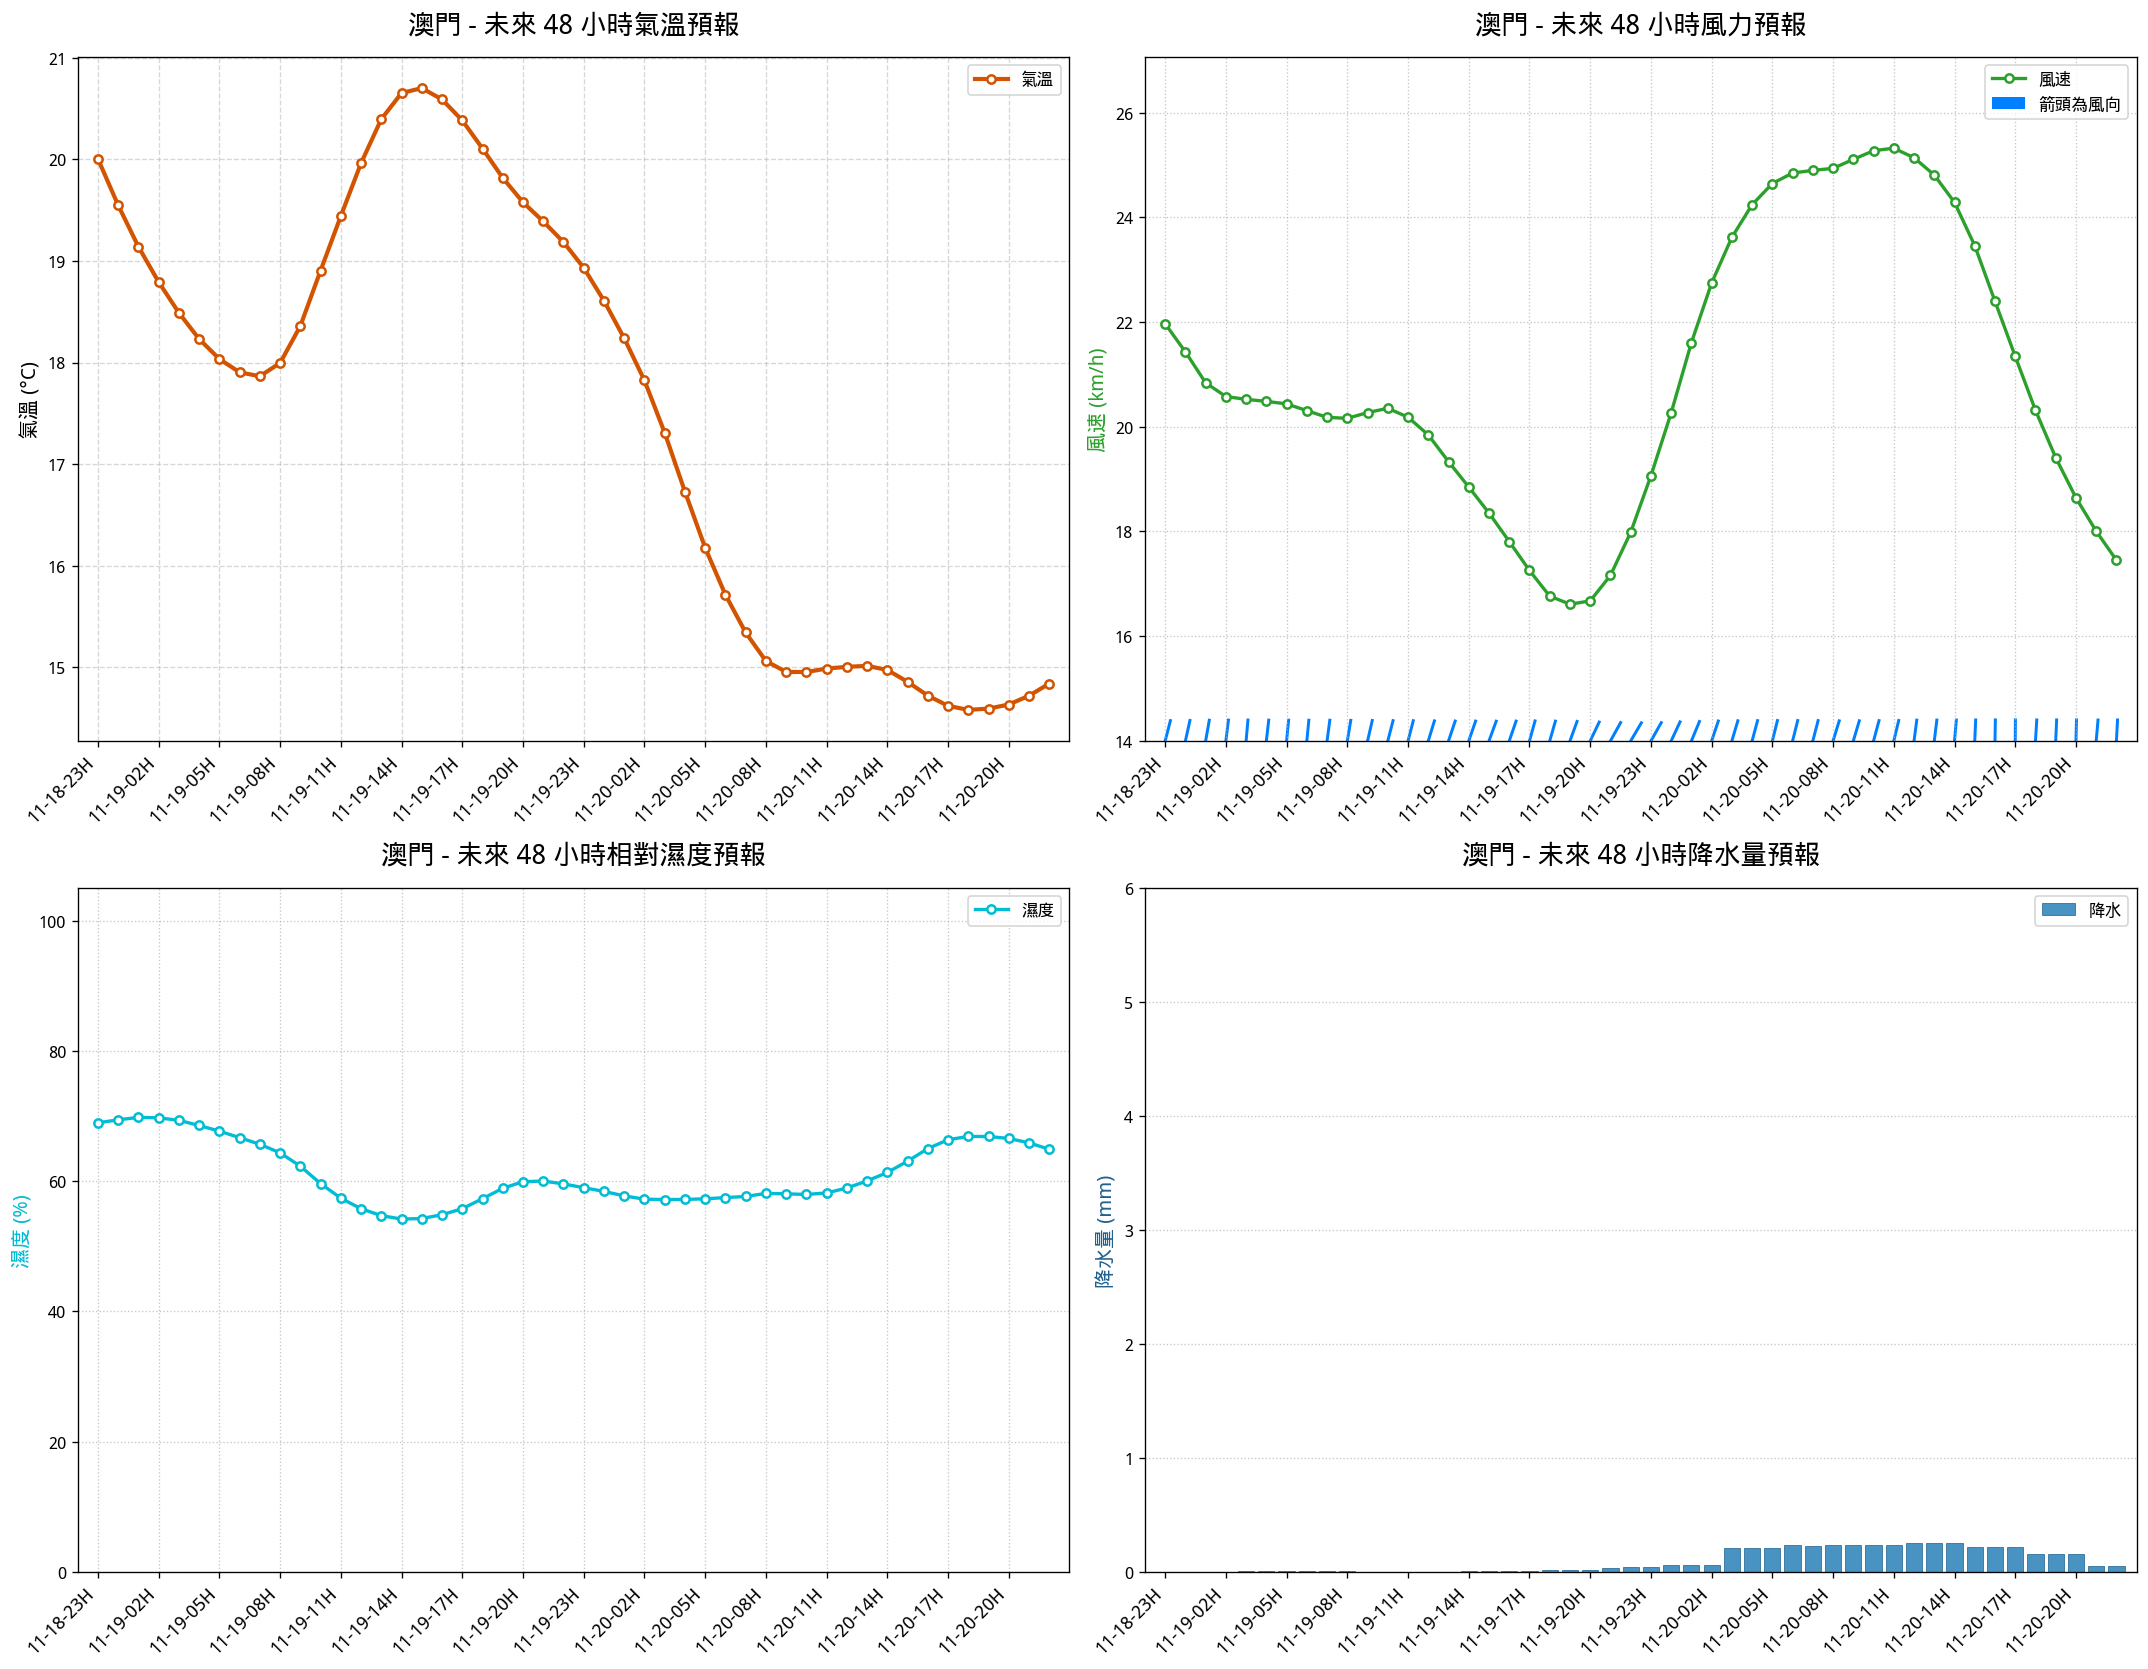 澳門 - 未來 48 小時氣溫預報
氣溫
氣溫 (°C)
21
20
19
18
17
16
15
11-18-23H
11-19-02H
11-19-05H
11-19-08H
11-19-11H
11-19-14H
11-19-17H
11-19-20H
11-19-23H
11-20-02H
11-20-05H
11-20-08H
11-20-11H
11-20-14H
11-20-17H
11-20-20H
澳門 - 未來 48 小時風力預報
風速
箭頭為風向
風速 (km/h)
26
24
22
20
18
16
14
11-18-23H
11-19-02H
11-19-05H
11-19-08H
11-19-11H
11-19-14H
11-19-17H
11-19-20H
11-19-23H
11-20-02H
11-20-05H
11-20-08H
11-20-11H
11-20-14H
11-20-17H
11-20-20H
澳門 - 未來 48 小時相對濕度預報
濕度
濕度 (%)
100
80
60
40
20
0
11-18-23H
11-19-02H
11-19-05H
11-19-08H
11-19-11H
11-19-14H
11-19-17H
11-19-20H
11-19-23H
11-20-02H
11-20-05H
11-20-08H
11-20-11H
11-20-14H
11-20-17H
11-20-20H
澳門 - 未來 48 小時降水量預報
降水
降水量 (mm)
6
5
4
3
2
1
0
11-18-23H
11-19-02H
11-19-05H
11-19-08H
11-19-11H
11-19-14H
11-19-17H
11-19-20H
11-19-23H
11-20-02H
11-20-05H
11-20-08H
11-20-11H
11-20-14H
11-20-17H
11-20-20H